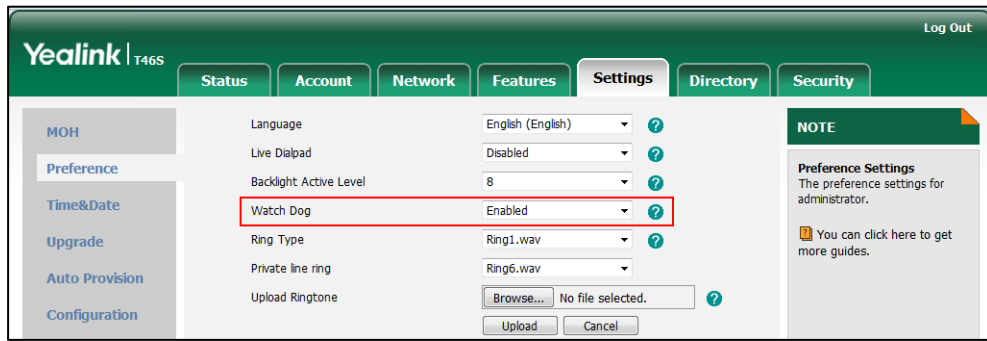 Log Out
Yealink T46S
Status Account Network Features Settings Directory Security
MOH
Preference
Time&Date
Upgrade
Auto Provision
Configuration
Language English (English)
Live Dialpad Disabled
Backlight Active Level 8
Watch Dog Enabled
Ring Type Ring1.wav
Private line ring Ring6.wav
Upload Ringtone Browse... No file selected.
Upload Cancel
NOTE
Preference Settings
The preference settings for
administrator.
You can click here to get
more guides.